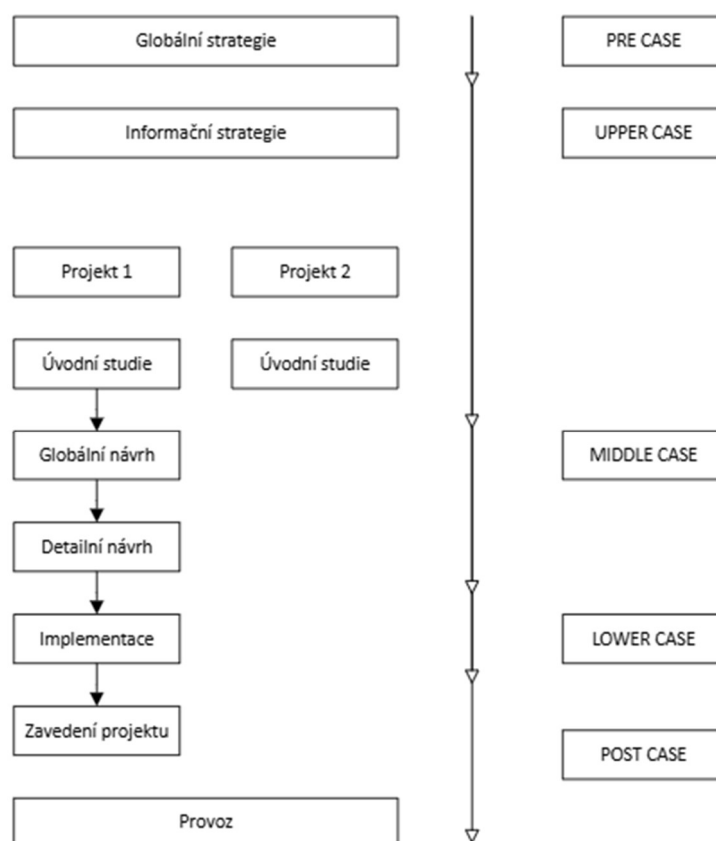 Globální strategie
PRE CASE
Informační strategie
UPPER CASE
Projekt 1
Projekt 2
Úvodní studie
Úvodní studie
Globální návrh
MIDDLE CASE
Detailní návrh
Implementace
LOWER CASE
Zavedení projektu
POST CASE
Provoz